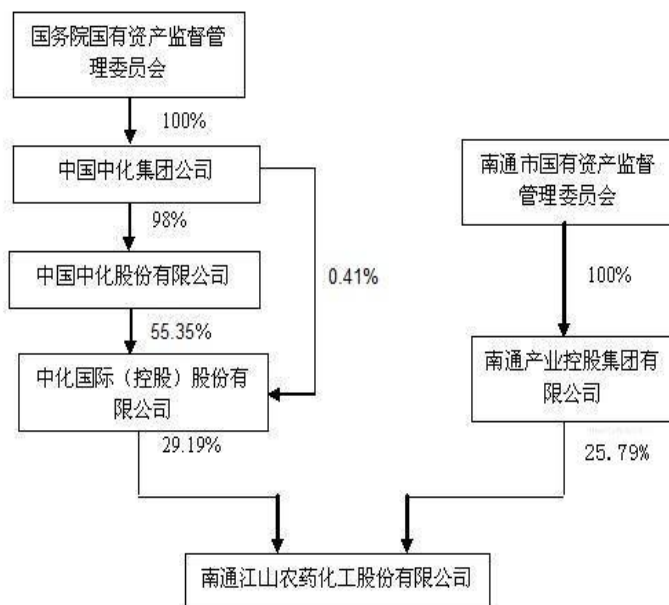 国务院国有资产监督管
理委员会
100%
中国中化集团公司
98%
中国中化股份有限公司
0.41%
55.35%
中化国际（控股）股份有
限公司
29.19%
南通市国有资产监督
管理委员会
100%
南通产业控股集团有
限公司
25.79%
南通江山农药化工股份有限公司